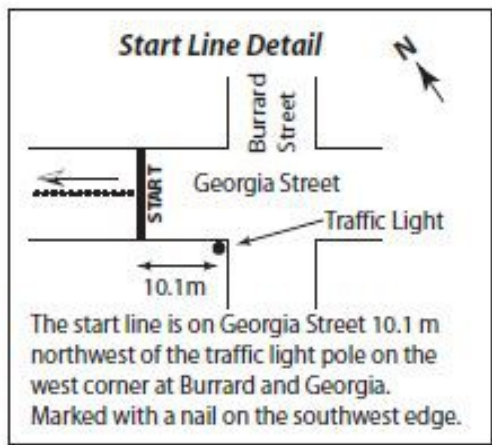 Start Line Detail
N
Burrard
Street
START
Georgia Street
Traffic Light
10.1m
The start line is on Georgia Street 10.1 m
northwest of the traffic light pole on the
west corner at Burrard and Georgia.
Marked with a nail on the southwest edge.